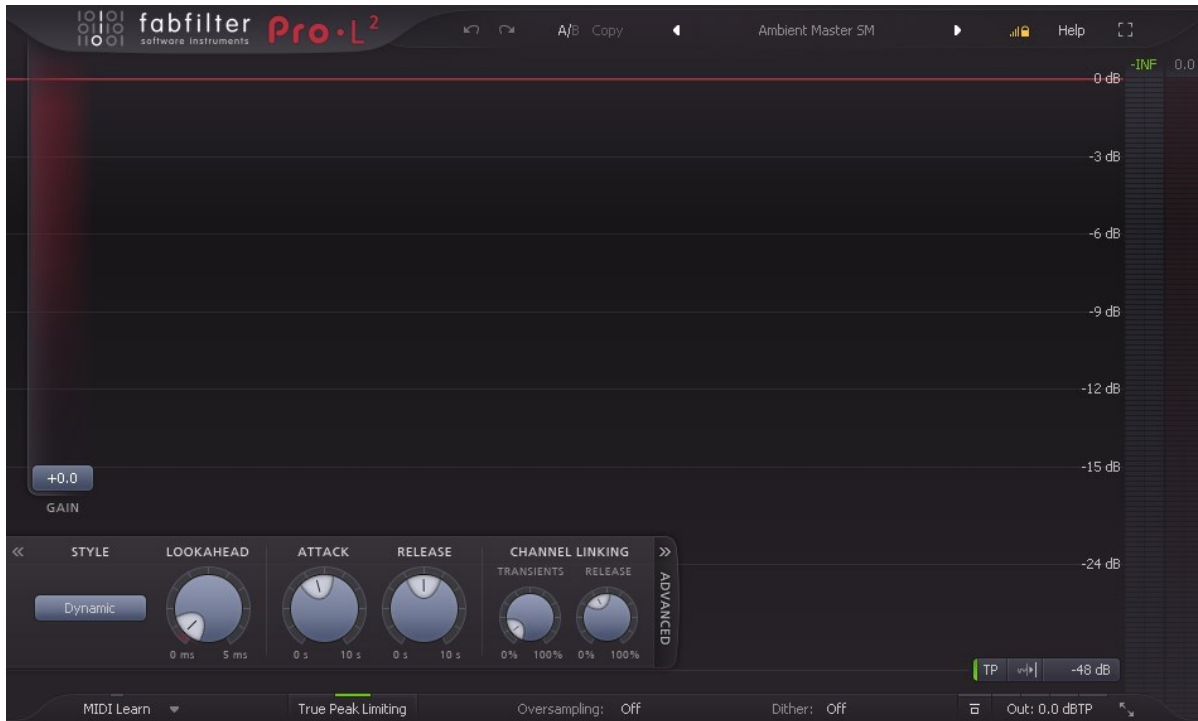 fabfilter
software instruments
Pro·L²
A/B Copy
Ambient Master SM
Help
-INF 0.0
0 dB
-3 dB
-6 dB
-9 dB
-12 dB
-15 dB
+0.0
GAIN
-24 dB
STYLE LOOKAHEAD ATTACK RELEASE CHANNEL LINKING
TRANSIENTS RELEASE
Dynamic
0 ms 5 ms 0 s 10 s 0 s 10 s 0% 100% 0% 100%
ADVANCED
TP -48 dB
MIDI Learn True Peak Limiting Oversampling: Off Dither: Off Out: 0.0 dBTP